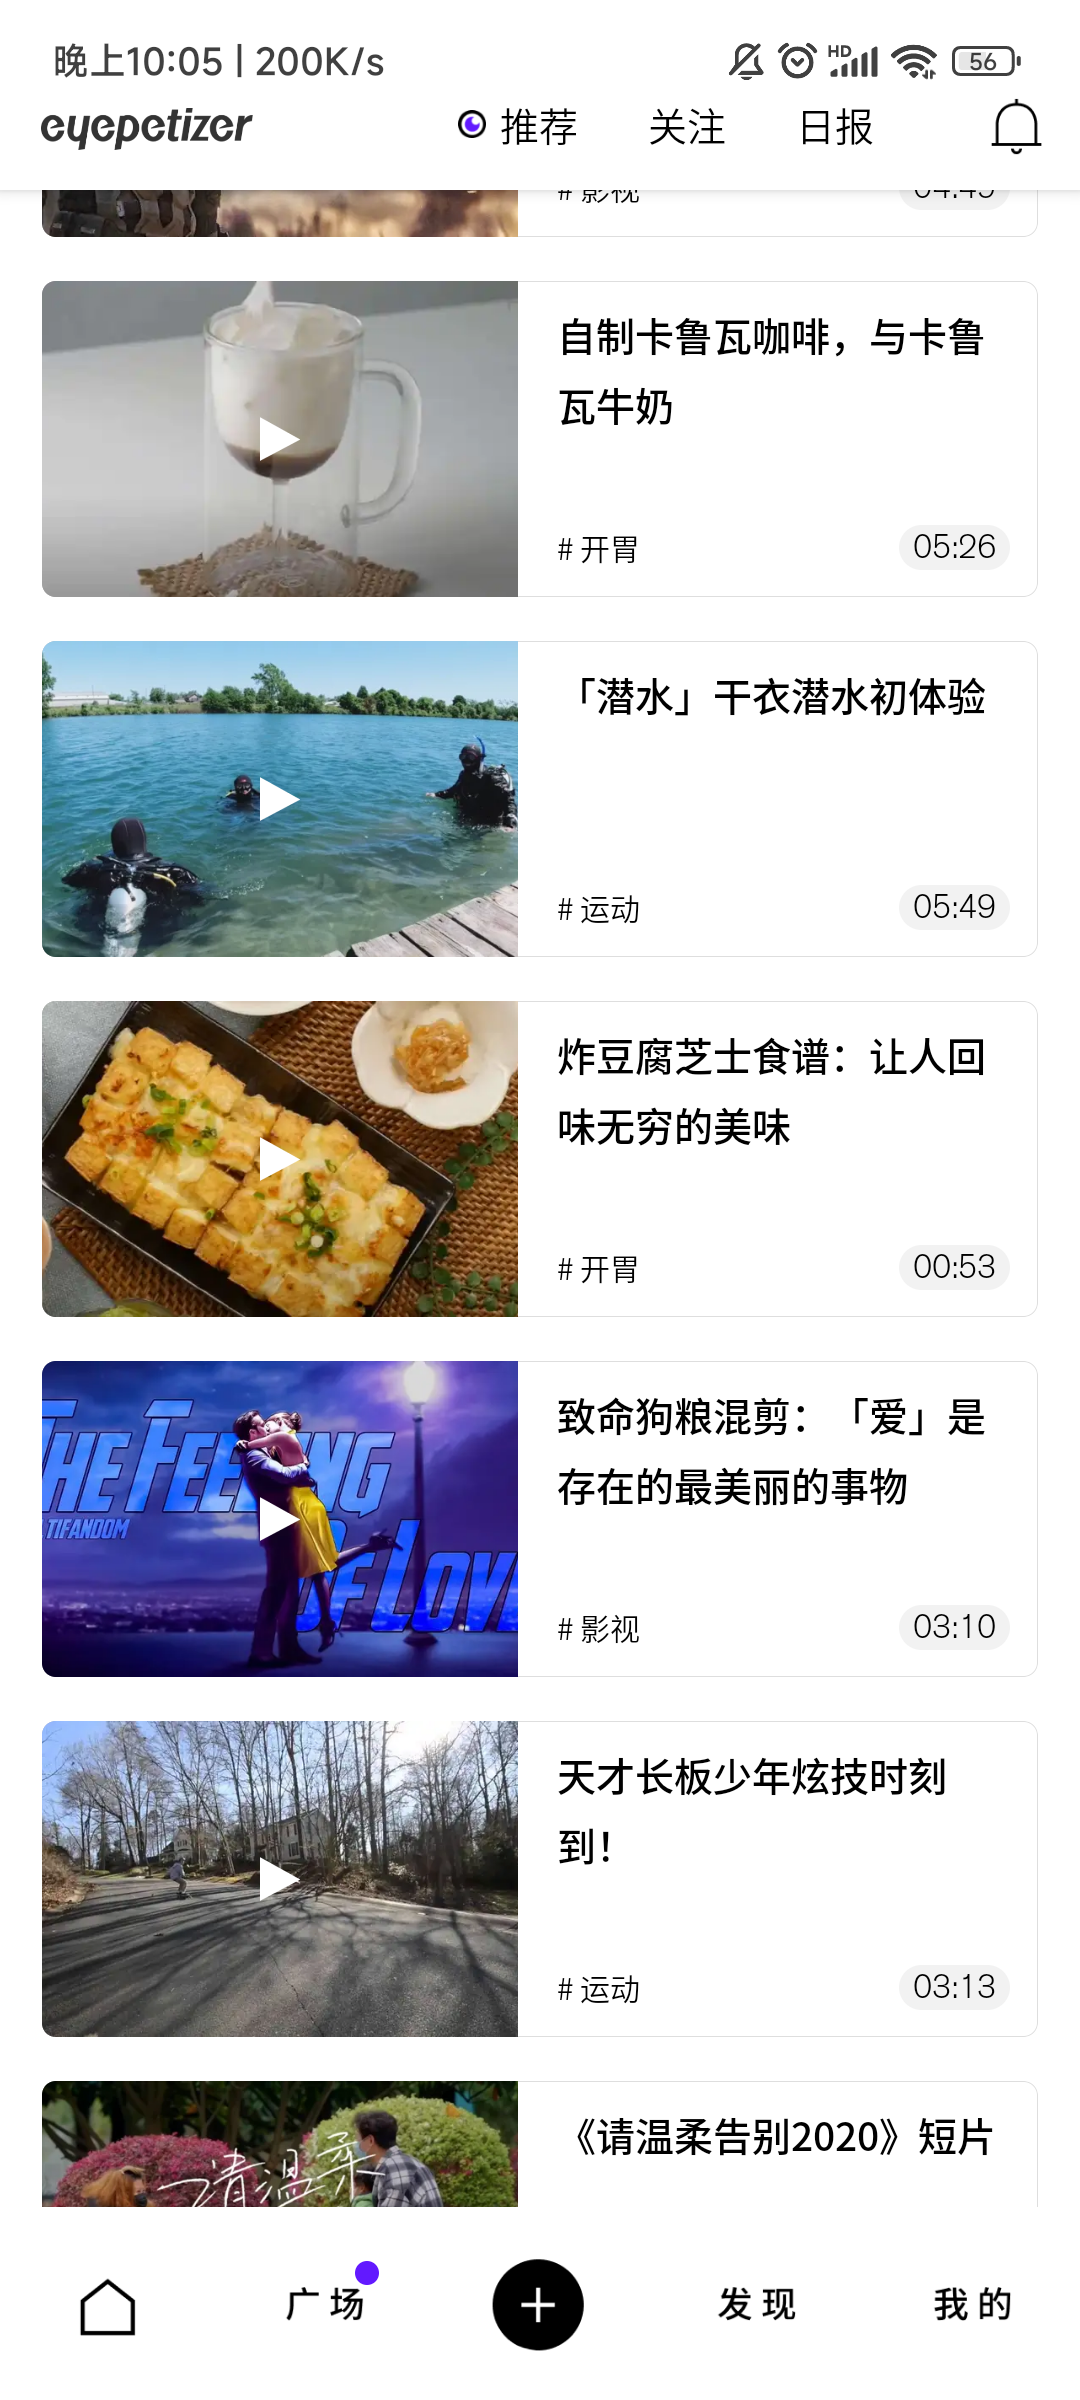 晚上10:05 | 200K/s
HD
56
eyepetizer
推荐
关注
日报
# 影视
04:45
自制卡鲁瓦咖啡，与卡鲁
瓦牛奶
# 开胃
05:26
「潜水」干衣潜水初体验
# 运动
05:49
炸豆腐芝士食谱：让人回
味无穷的美味
# 开胃
00:53
THE FEELING
TIFANDOM
OF LOV
致命狗粮混剪：「爱」是
存在的最美丽的事物
# 影视
03:10
天才长板少年炫技时刻
到！
# 运动
03:13
请温柔
《请温柔告别2020》短片
广场
发现
我的